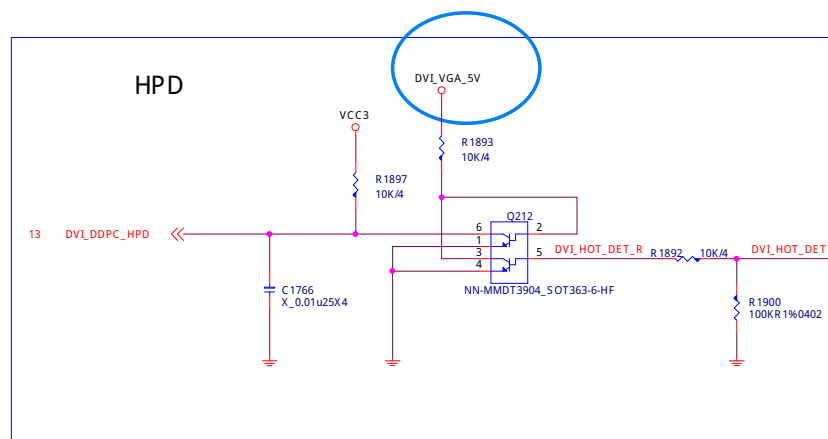 DVI_VGA_5V
HPD
VCC3
R1893
10K/4
R1897
10K/4
Q212
13 DVI_DDPC_HPD
6
2
1
3
5
4
DVI_HOT_DET_R
R1892
10K/4
DVI_HOT_DET
C1766
X_0.01u25X4
NN-MMDT3904_SOT363-6-HF
R1900
100KR1%0402